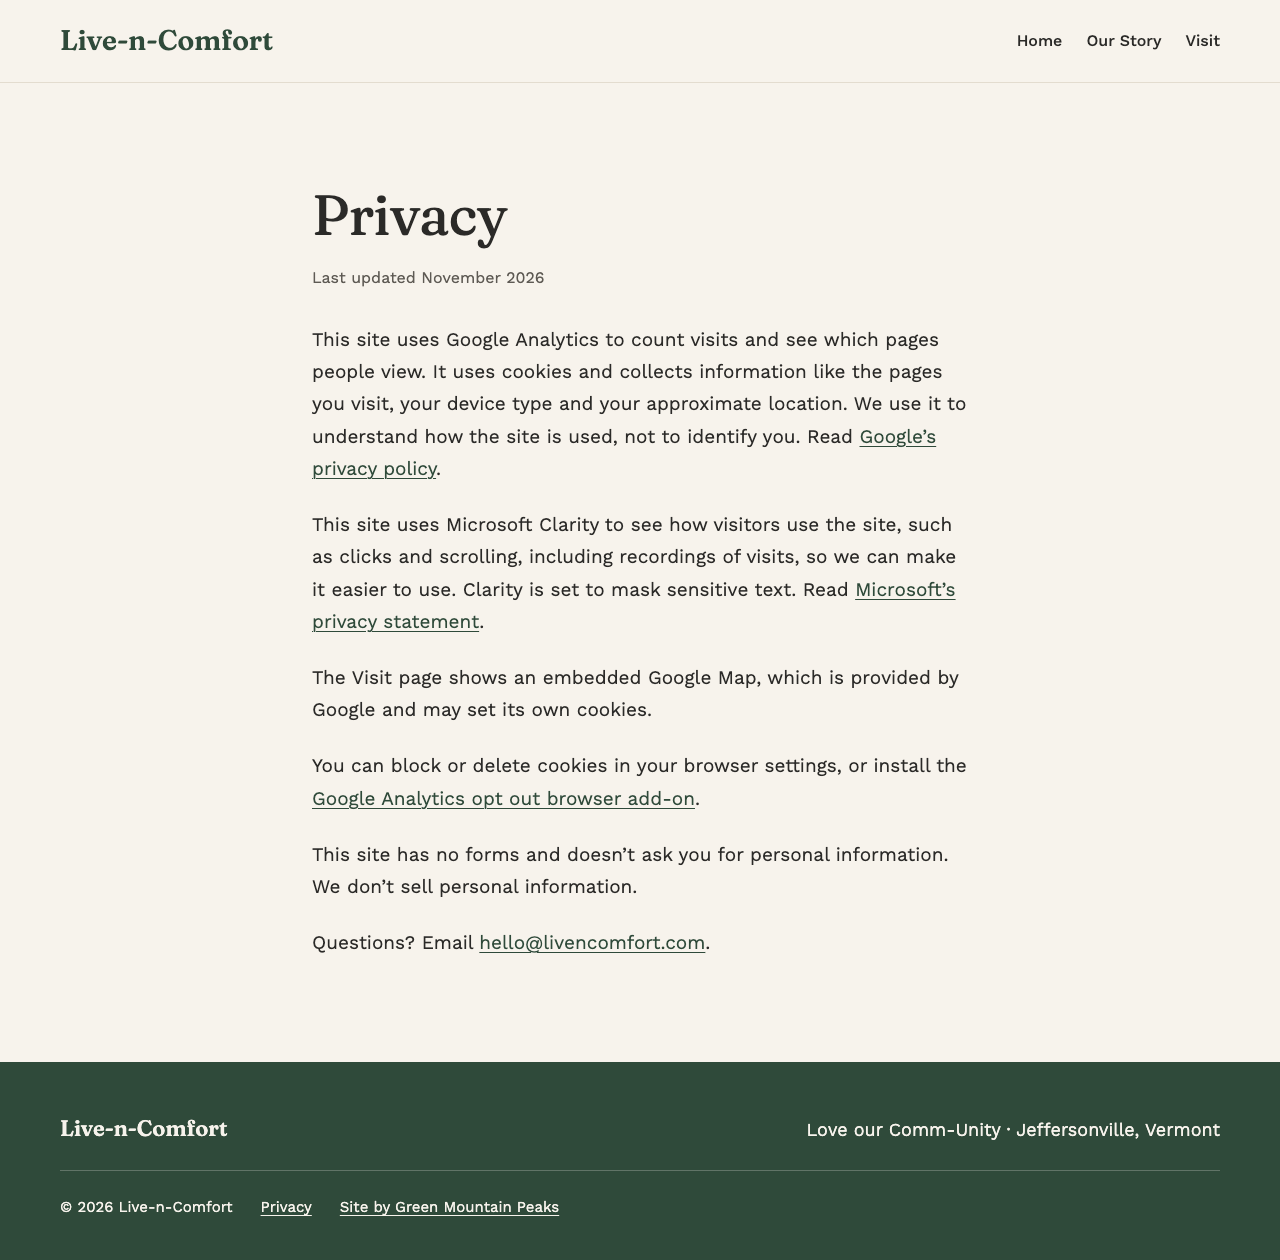 Live-n-Comfort
Home Our Story Visit
Privacy
Last updated November 2026
This site uses Google Analytics to count visits and see which pages
people view. It uses cookies and collects information like the pages
you visit, your device type and your approximate location. We use it to
understand how the site is used, not to identify you. Read Google’s
privacy policy.
This site uses Microsoft Clarity to see how visitors use the site, such
as clicks and scrolling, including recordings of visits, so we can make
it easier to use. Clarity is set to mask sensitive text. Read Microsoft’s
privacy statement.
The Visit page shows an embedded Google Map, which is provided by
Google and may set its own cookies.
You can block or delete cookies in your browser settings, or install the
Google Analytics opt out browser add-on.
This site has no forms and doesn’t ask you for personal information.
We don’t sell personal information.
Questions? Email hello@livencomfort.com.
Live-n-Comfort
Love our Comm-Unity · Jeffersonville, Vermont
© 2026 Live-n-Comfort Privacy Site by Green Mountain Peaks